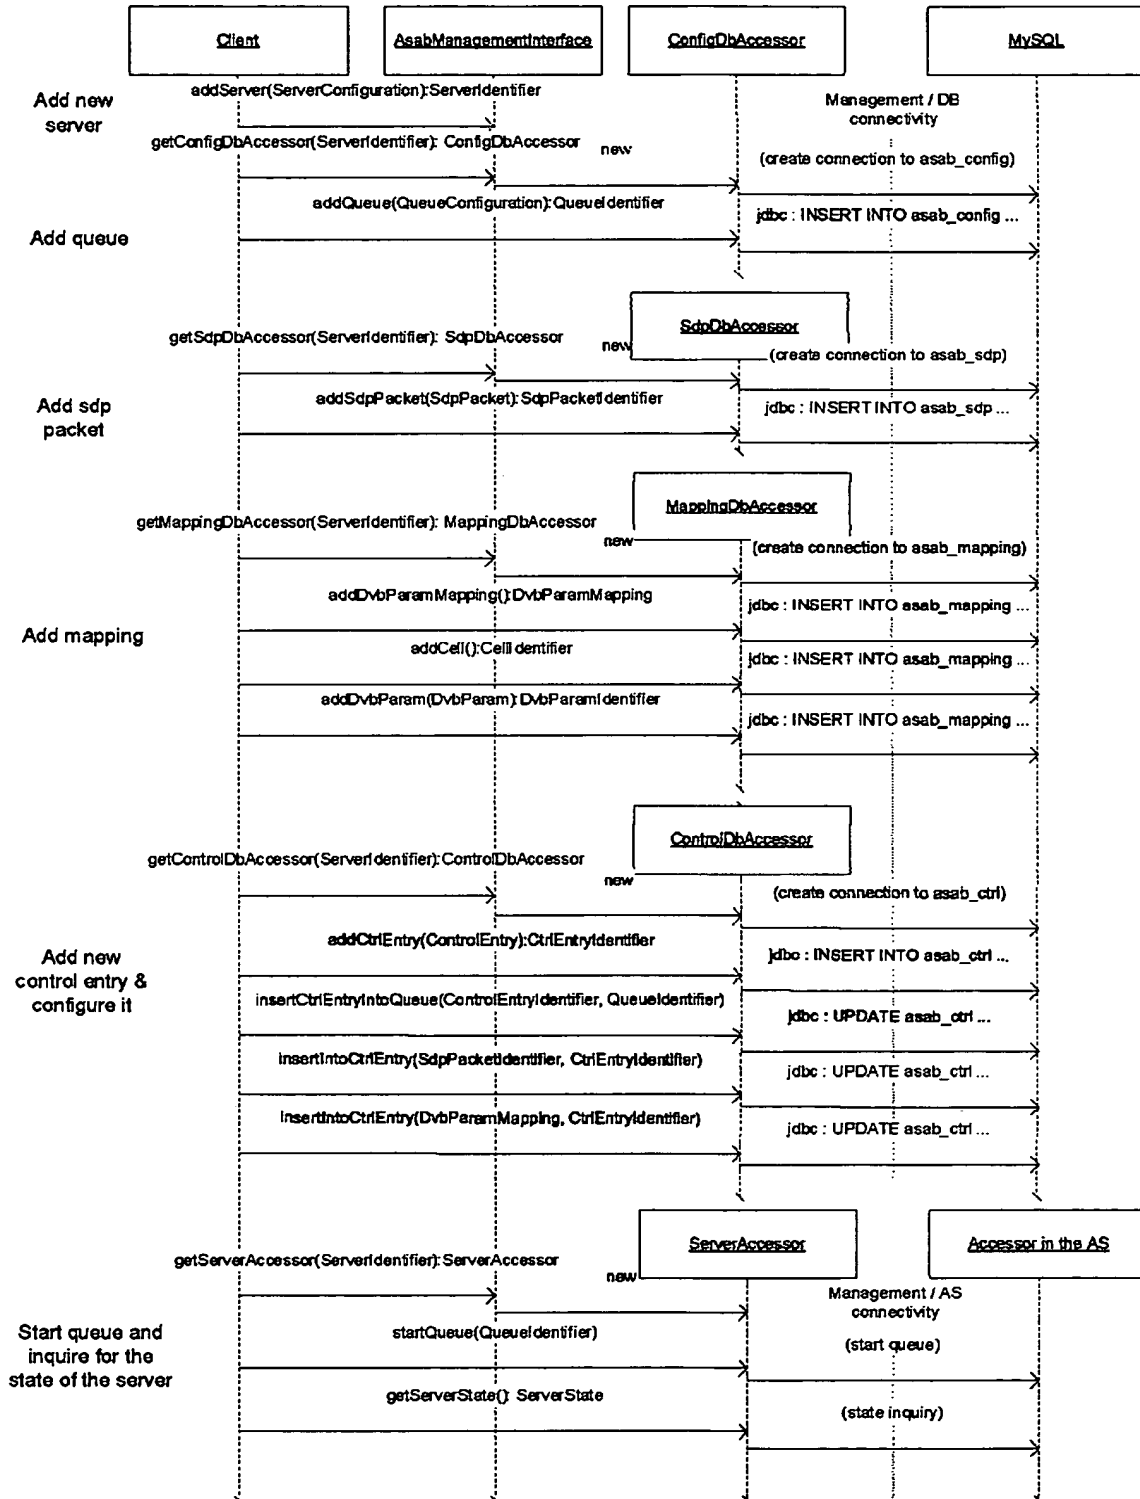 Client
AsabManagementInterface
ConfigDbAccessor
MySQL
Add new
server
addServer(ServerConfiguration):ServerIdentifier
Management / DB
connectivity
getConfigDbAccessor(ServerIdentifier): ConfigDbAccessor
new
(create connection to asab_config)
addQueue(QueueConfiguration):QueueIdentifier
jdbc : INSERT INTO asab_config ...
Add queue
SdpDbAccessor
getSdpDbAccessor(ServerIdentifier): SdpDbAccessor
new
(create connection to asab_sdp)
Add sdp
packet
addSdpPacket(SdpPacket):SdpPacketIdentifier
jdbc : INSERT INTO asab_sdp ...
MappingDbAccessor
getMappingDbAccessor(ServerIdentifier): MappingDbAccessor
new
(create connection to asab_mapping)
addDvbParamMapping():DvbParamMapping
jdbc : INSERT INTO asab_mapping ...
Add mapping
addCell():CellIdentifier
jdbc : INSERT INTO asab_mapping ...
addDvbParam(DvbParam):DvbParamIdentifier
jdbc : INSERT INTO asab_mapping ...
ControlDbAccessor
getControlDbAccessor(ServerIdentifier):ControlDbAccessor
new
(create connection to asab_ctrl)
Add new
control entry &
configure it
addCtrlEntry(ControlEntry):CtrlEntryIdentifier
jdbc : INSERT INTO asab_ctrl ...
insertCtrlEntryIntoQueue(ControlEntryIdentifier, QueueIdentifier)
jdbc : UPDATE asab_ctrl ...
insertIntoCtrlEntry(SdpPacketIdentifier, CtrlEntryIdentifier)
jdbc : UPDATE asab_ctrl ...
insertIntoCtrlEntry(DvbParamMapping, CtrlEntryIdentifier)
jdbc : UPDATE asab_ctrl ...
ServerAccessor
Accessor in the AS
getServerAccessor(ServerIdentifier):ServerAccessor
new
Management / AS
connectivity
Start queue and
inquire for the
state of the server
startQueue(QueueIdentifier)
(start queue)
getServerState(): ServerState
(state inquiry)